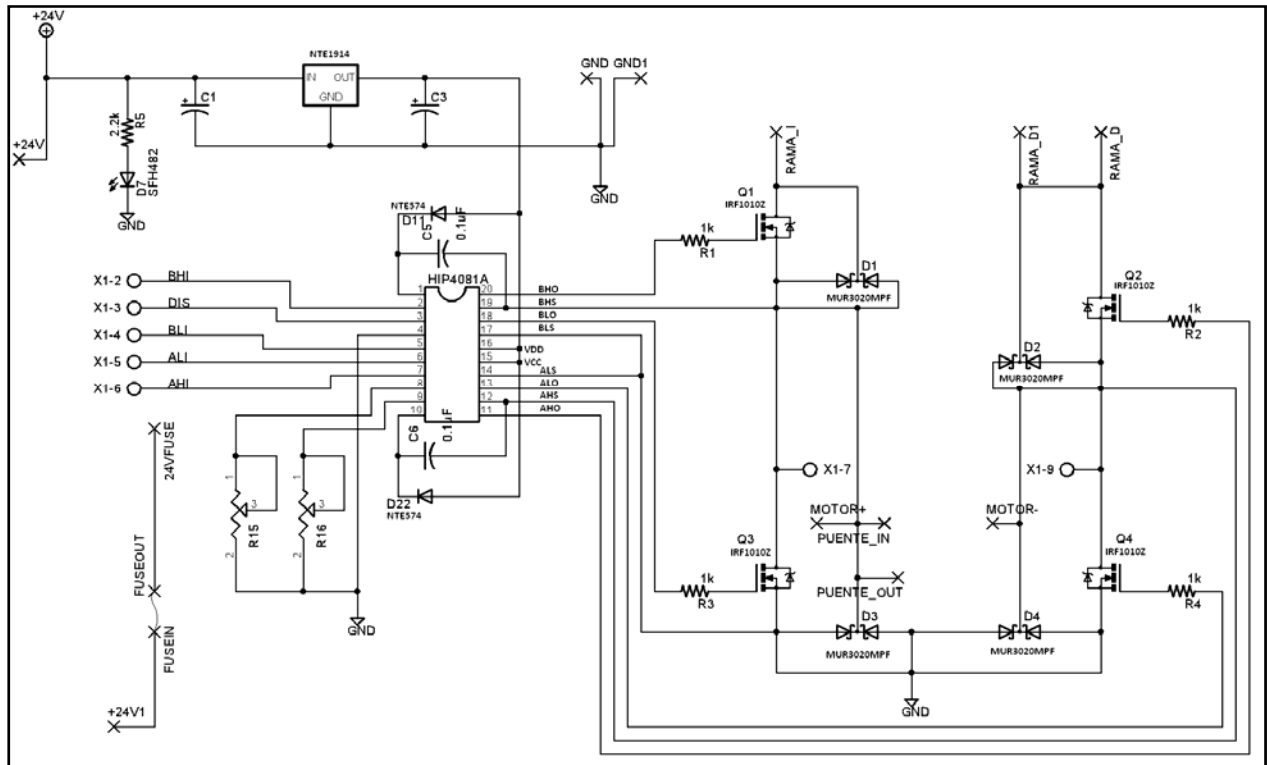 +24V
NTE1914
IN OUT
GND
C1
C3
GND GND1
2.2k
R5
+24V
D7
SFH482
GND
GND
RAMA_I
RAMA_D1
RAMA_D
NTE574
D11
C5
0.1uF
Q1
IRF1010Z
1k
R1
HIP4081A
X1-2 BHI
X1-3 DIS
X1-4 BLI
X1-5 ALI
X1-6 AHI
1 20 BHO
2 19 BHS
3 18 BLO
4 17 BLS
5 16 VDD
6 15 VCC
7 14 ALS
8 13 ALO
9 12 AHS
10 11 AHO
D1
MUR3020MPF
Q2
IRF1010Z
1k
R2
D2
MUR3020MPF
C6
0.1uF
D22
NTE574
24VFUSE
1
3
2
R15
1
3
2
R16
GND
X1-7
X1-9
MOTOR+
PUENTE_IN
MOTOR-
PUENTE_OUT
Q3
IRF1010Z
1k
R3
Q4
IRF1010Z
1k
R4
D3
MUR3020MPF
D4
MUR3020MPF
GND
FUSEOUT
FUSEIN
+24V1